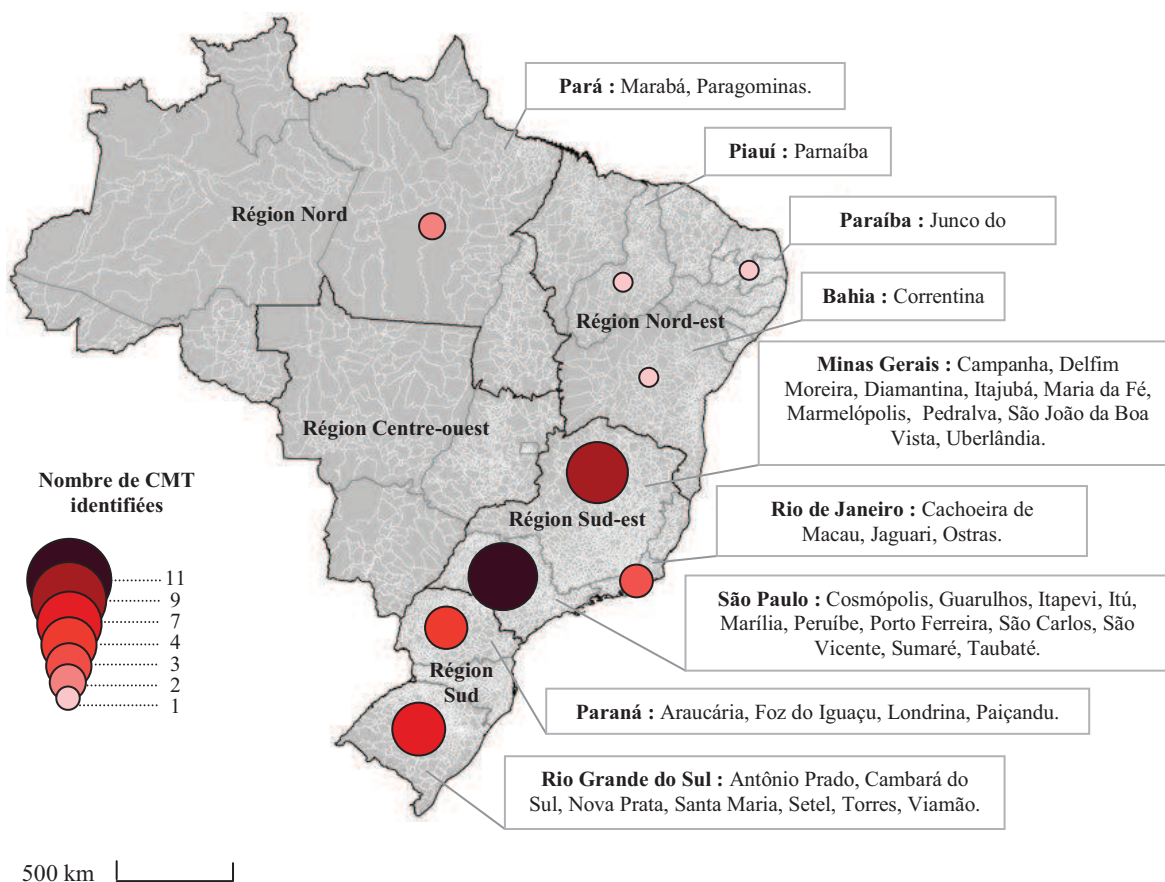 Pará : Marabá, Paragominas.
Piauí : Parnaíba
Paraíba : Junco do
Bahia : Correntina
Minas Gerais : Campanha, Delfim
Moreira, Diamantina, Itajubá, Maria da Fé,
Marmelópolis, Pedralva, São João da Boa
Vista, Uberlândia.
Rio de Janeiro : Cachoeira de
Macau, Jaguari, Ostras.
São Paulo : Cosmópolis, Guarulhos, Itapevi, Itú,
Marília, Peruíbe, Porto Ferreira, São Carlos, São
Vicente, Sumaré, Taubaté.
Paraná : Araucária, Foz do Iguaçu, Londrina, Paiçandu.
Rio Grande do Sul : Antônio Prado, Cambará do
Sul, Nova Prata, Santa Maria, Setel, Torres, Viamão.
Région Nord
Région Nord-est
Région Centre-ouest
Région Sud-est
Région
Sud
Nombre de CMT
identifiées
11
9
7
4
3
2
1
500 km